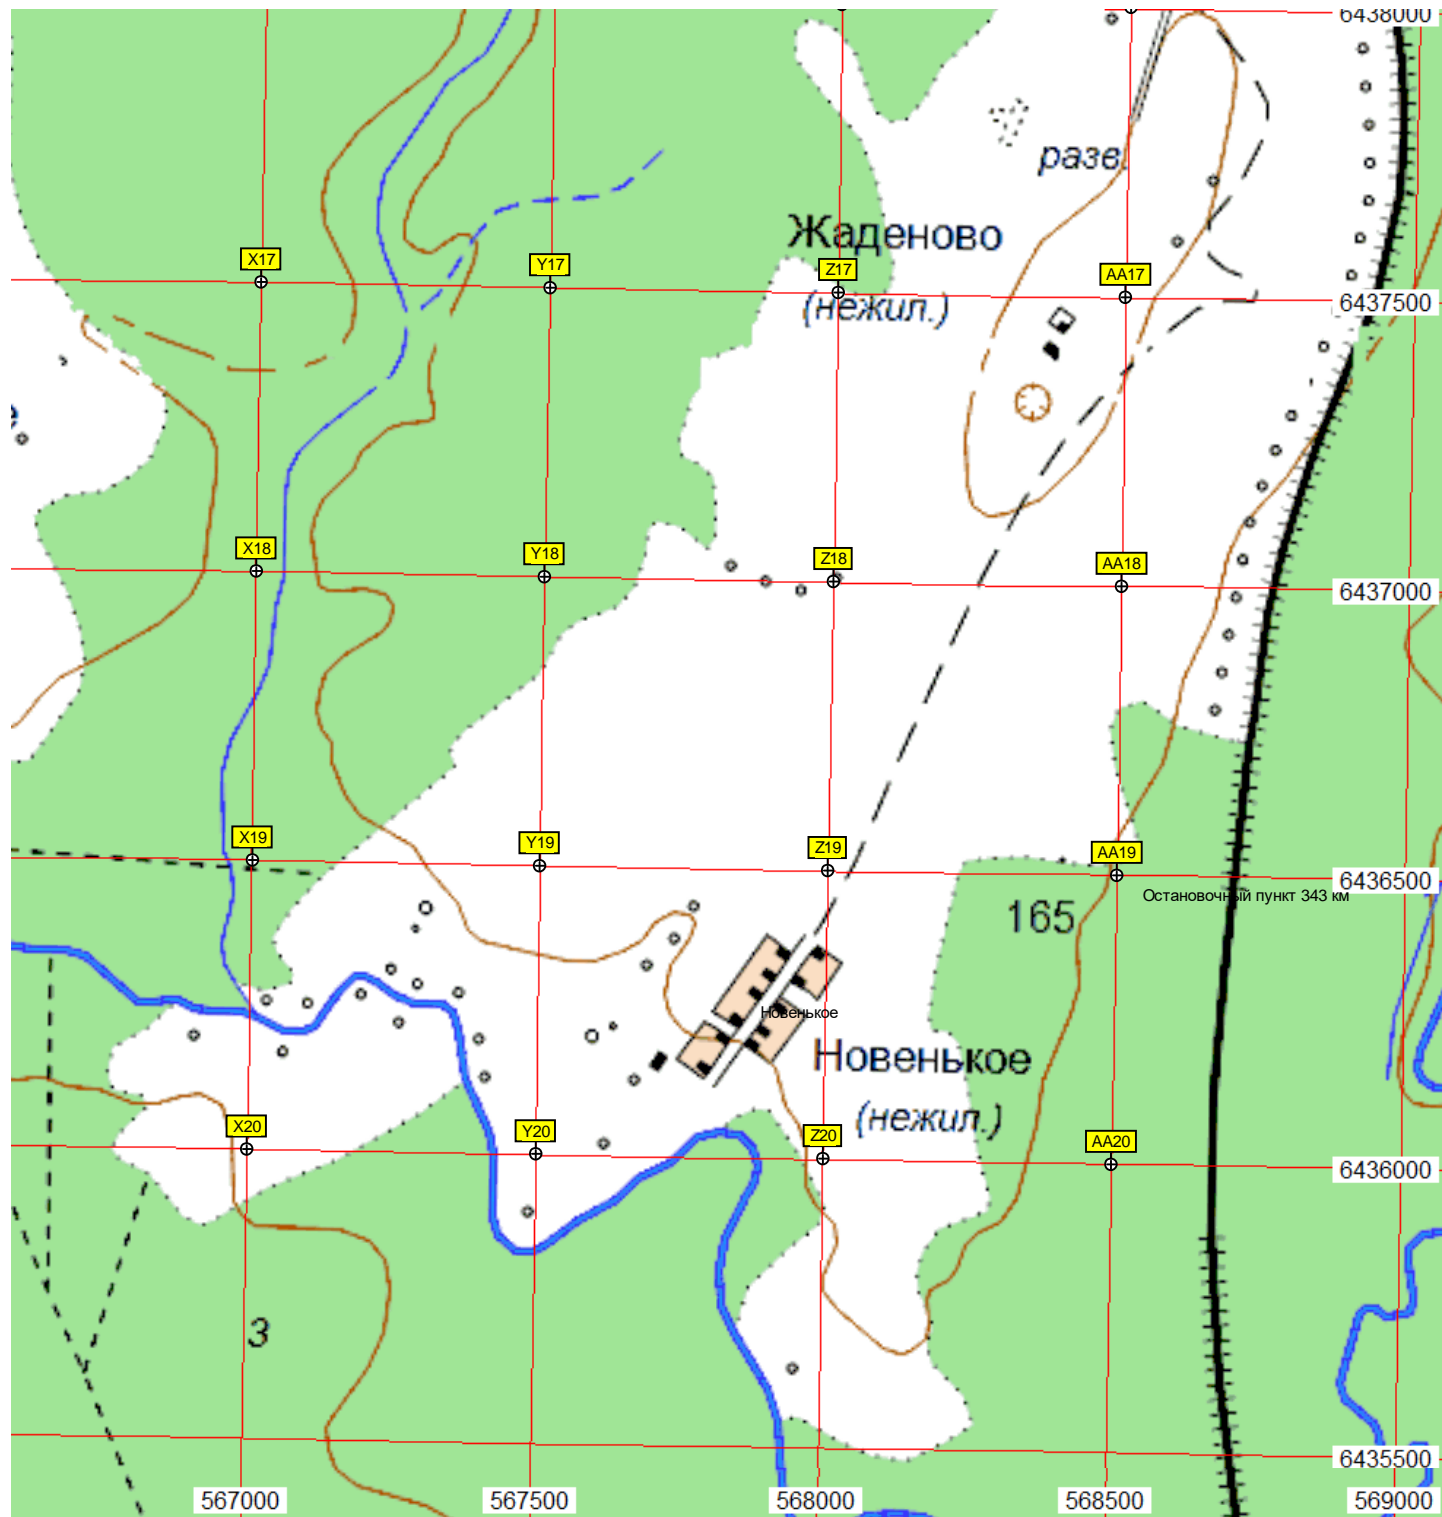 6438000
разв.
Жаденово
X17
Y17
Z17
AA17
(нежил.)
6437500
е
X18
Y18
Z18
AA18
6437000
X19
Y19
Z19
AA19
6436500
Остановочный пункт 343 км
165
Новенькое
Новенькое
(нежил.)
X20
Y20
Z20
AA20
6436000
3
6435500
567000
567500
568000
568500
569000